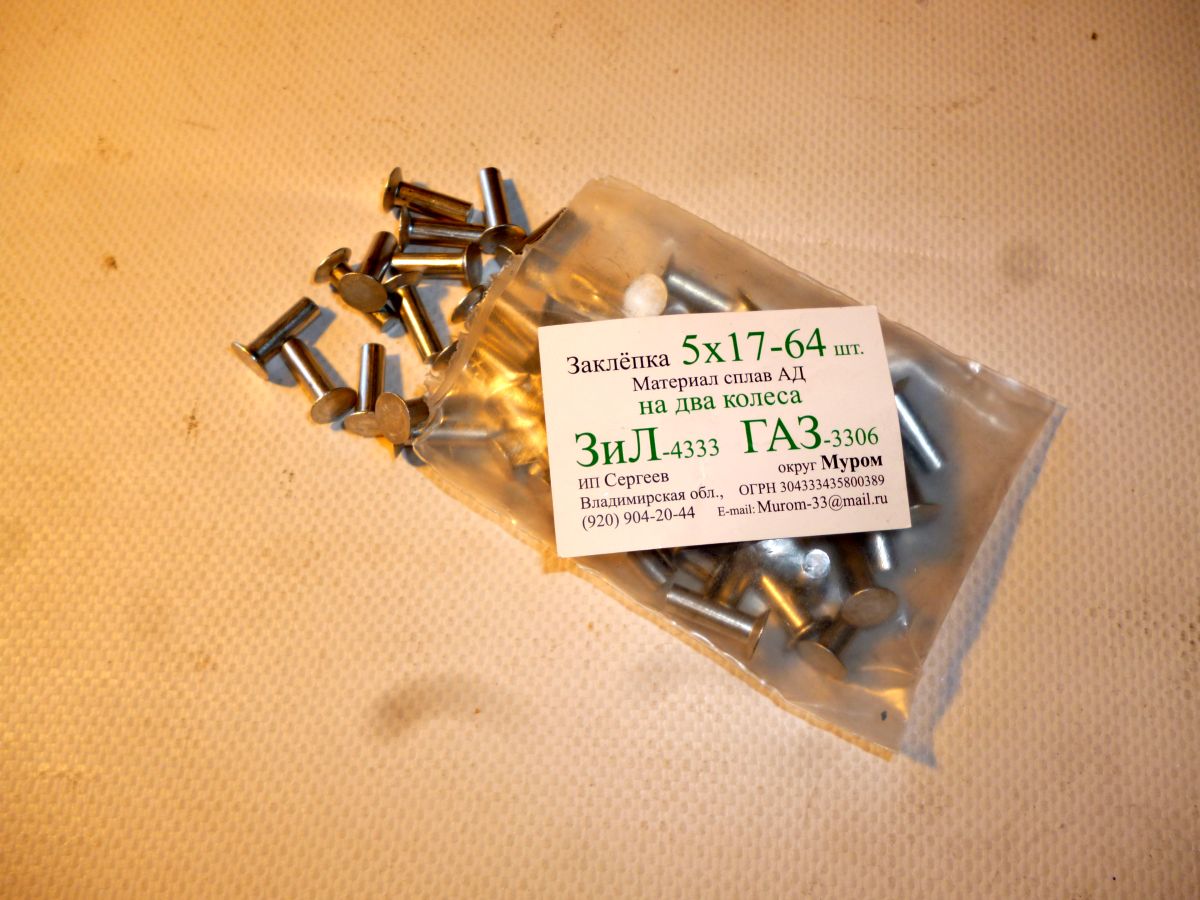 Заклёпка 5х17-64 шт.
Материал сплав АД
на два колеса
ЗиЛ-4333 ГАЗ-3306
ип Сергеев округ Муром
Владимирская обл., ОГРН 304333435800389
(920) 904-20-44 E-mail: Murom-33@mail.ru